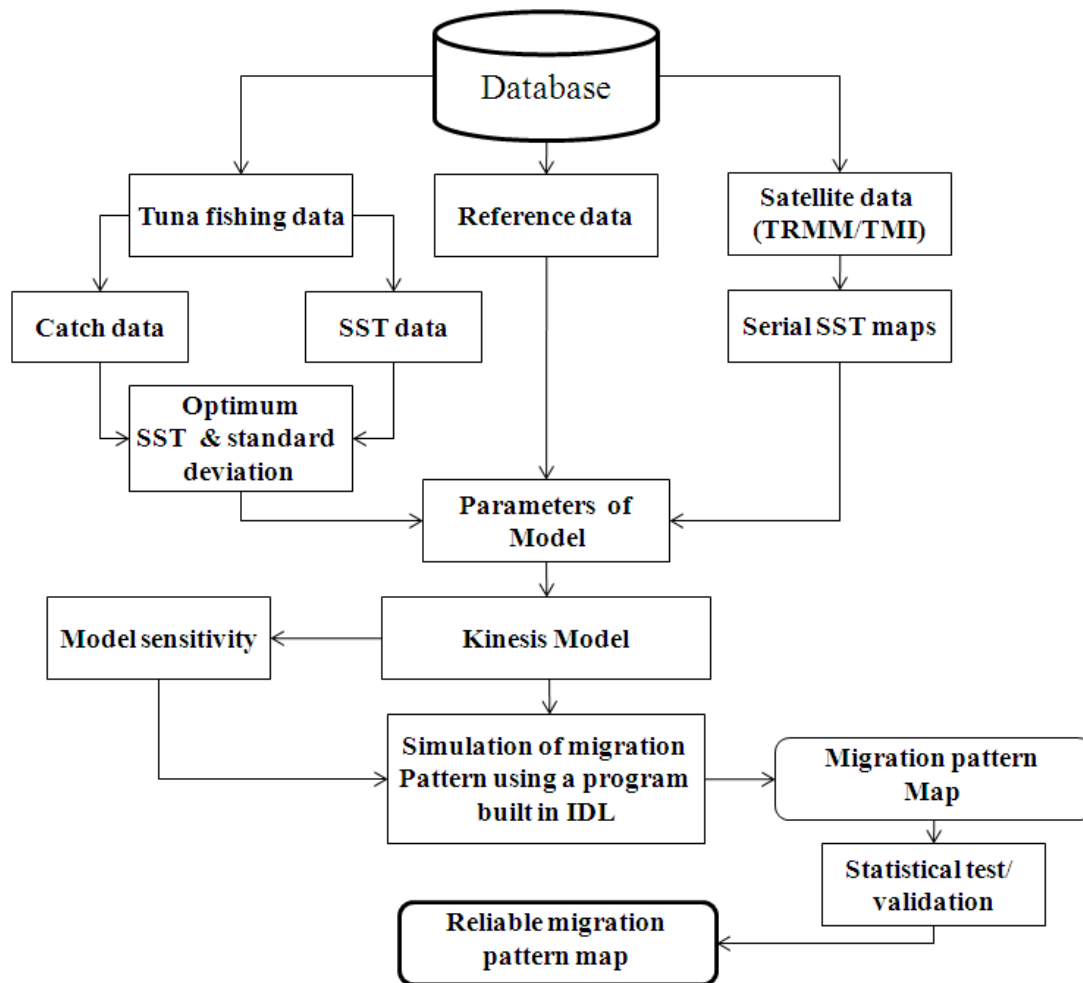 Database
Tuna fishing data
Reference data
Satellite data
(TRMM/TMI)
Catch data
SST data
Serial SST maps
Optimum
SST & standard
deviation
Parameters of
Model
Model sensitivity
Kinesis Model
Simulation of migration
Pattern using a program
built in IDL
Migration pattern
Map
Statistical test/
validation
Reliable migration
pattern map